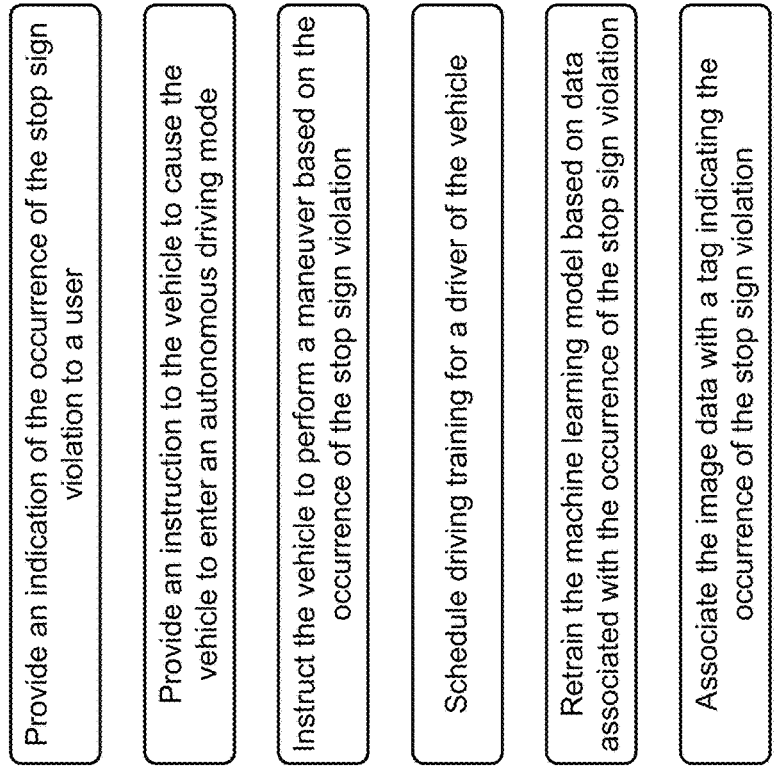 Provide an indication of the occurrence of the stop sign
violation to a user
Provide an instruction to the vehicle to cause the
vehicle to enter an autonomous driving mode
Instruct the vehicle to perform a maneuver based on the
occurrence of the stop sign violation
Schedule driving training for a driver of the vehicle
Retrain the machine learning model based on data
associated with the occurrence of the stop sign violation
Associate the image data with a tag indicating the
occurrence of the stop sign violation